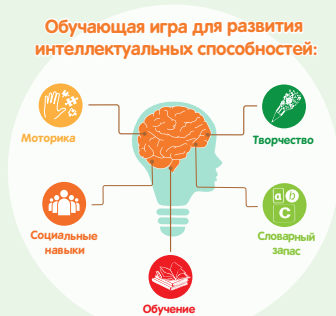 Обучающая игра для развития
интеллектуальных способностей:
Моторика
Творчество
a b
c
Социальные
навыки
Словарный
запас
Обучение